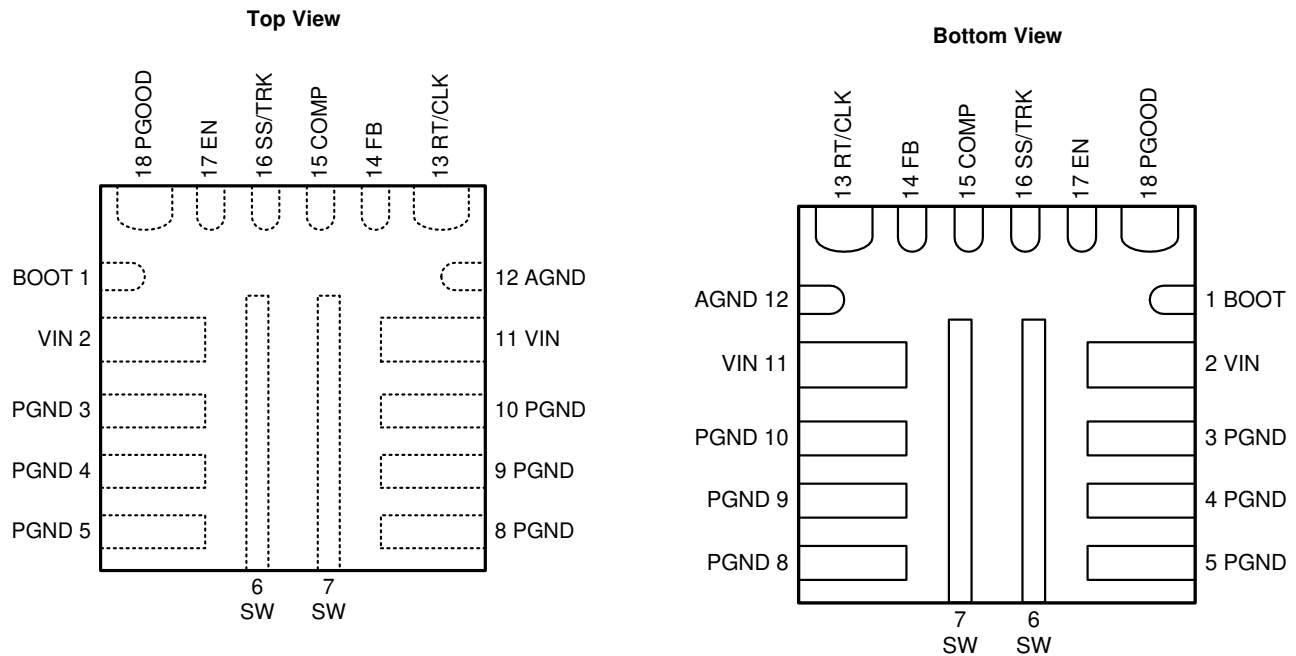 Top View
18 PGOOD
17 EN
16 SS/TRK
15 COMP
14 FB
13 RT/CLK
BOOT 1
VIN 2
PGND 3
PGND 4
PGND 5
12 AGND
11 VIN
10 PGND
9 PGND
8 PGND
6
SW
7
SW
Bottom View
13 RT/CLK
14 FB
15 COMP
16 SS/TRK
17 EN
18 PGOOD
AGND 12
VIN 11
PGND 10
PGND 9
PGND 8
1 BOOT
2 VIN
3 PGND
4 PGND
5 PGND
7
SW
6
SW